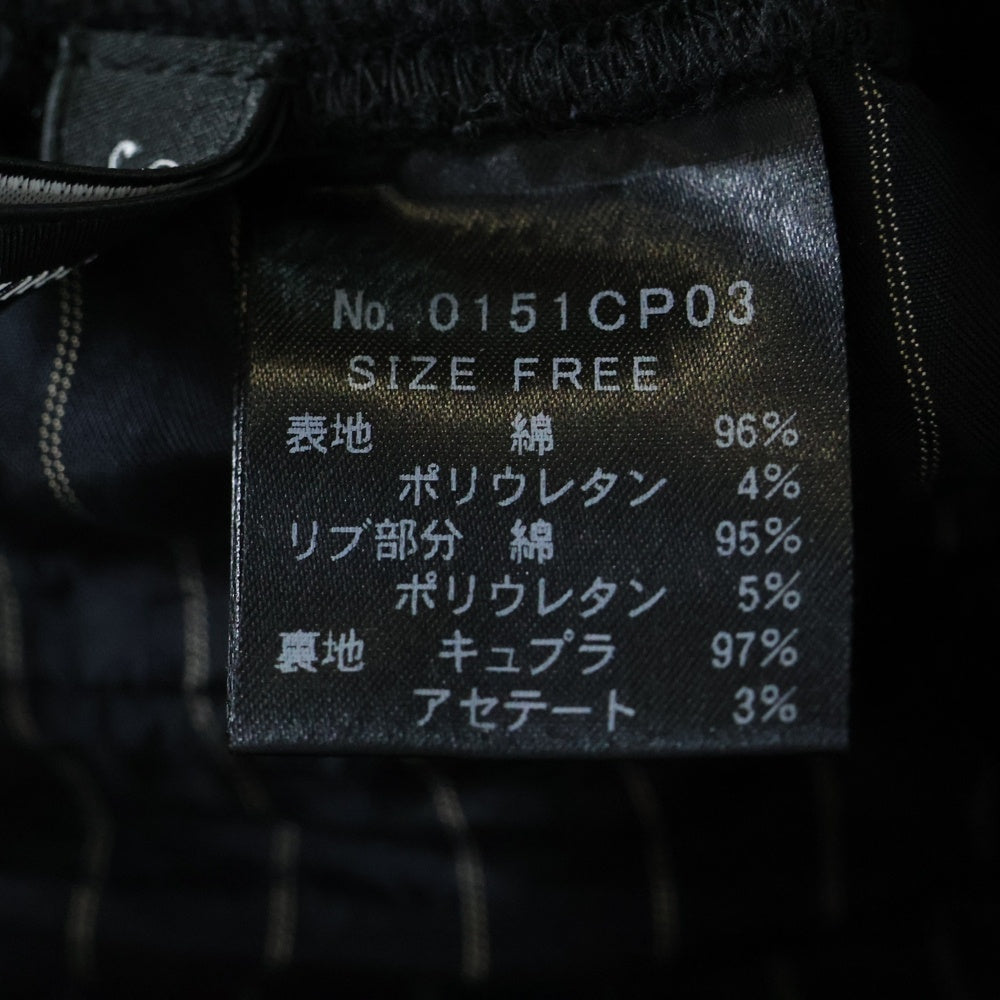 No. 0151CP03
SIZE FREE
表地 綿 96%
ポリウレタン 4%
リブ部分 綿 95%
ポリウレタン 5%
裏地 キュプラ 97%
アセテート 3%